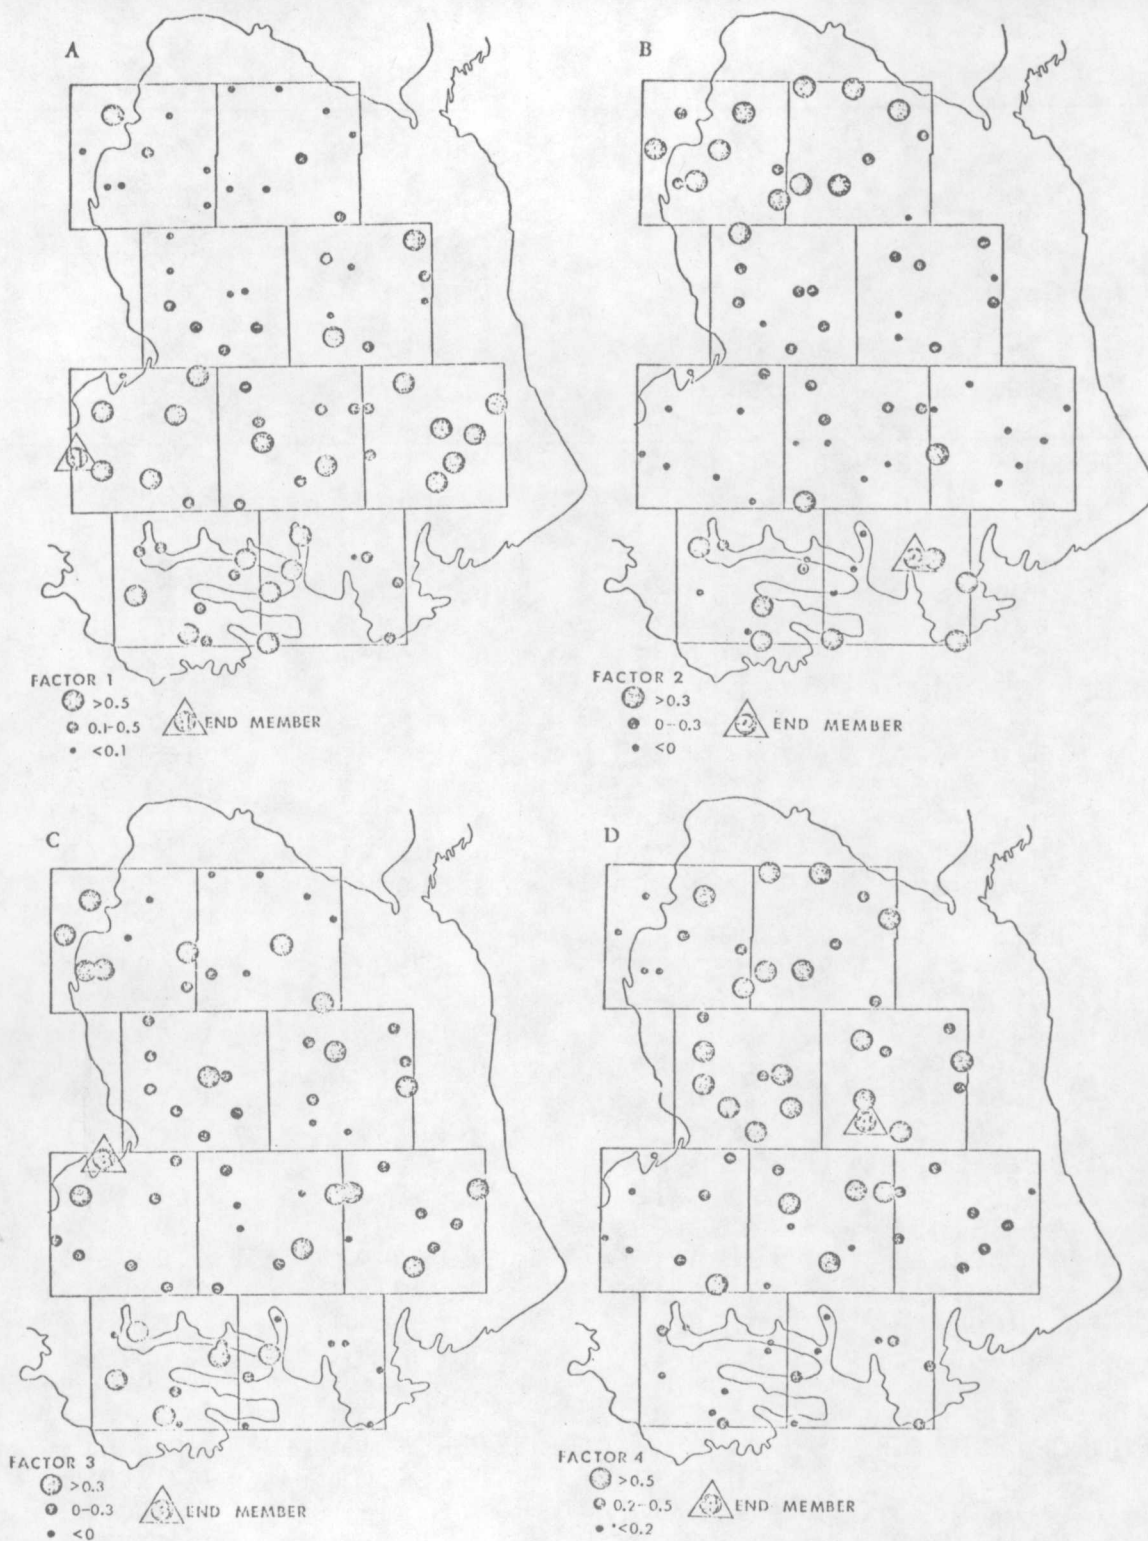 A
B
FACTOR 1
>0.5
0.1-0.5
<0.1
END MEMBER
FACTOR 2
>0.3
0-0.3
<0
END MEMBER
C
D
FACTOR 3
>0.3
0-0.3
<0
END MEMBER
FACTOR 4
>0.5
0.2-0.5
<0.2
END MEMBER